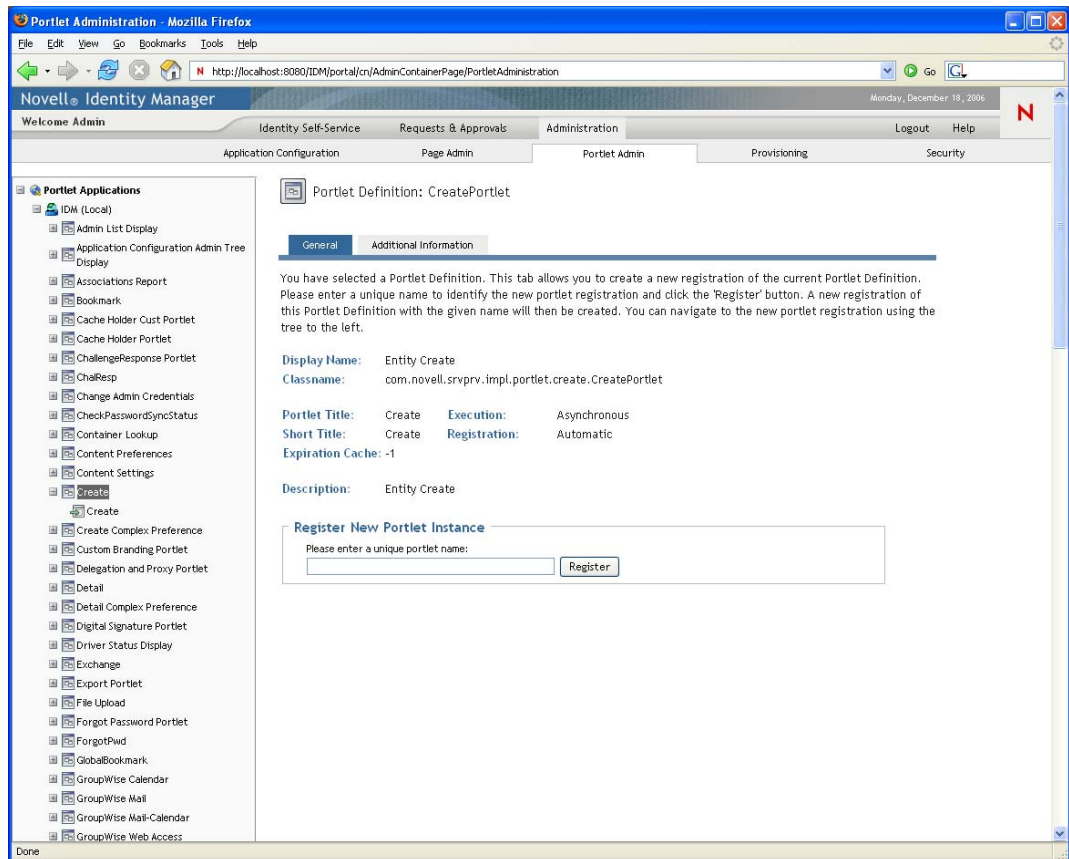 Portlet Administration - Mozilla Firefox
File Edit View Go Bookmarks Tools Help
N http://localhost:8080/IDM/portal/cn/AdminContainerPage/PortletAdministration Go G
Novell® Identity Manager Monday, December 18, 2006
N
Welcome Admin Identity Self-Service Requests & Approvals Administration Logout Help
Application Configuration Page Admin Portlet Admin Provisioning Security
Portlet Applications
IDM (Local)
Admin List Display
Application Configuration Admin Tree
Display
Associations Report
Bookmark
Cache Holder Cust Portlet
Cache Holder Portlet
ChallengeResponse Portlet
ChalResp
Change Admin Credentials
CheckPasswordSyncStatus
Container Lookup
Content Preferences
Content Settings
Create
Create
Create Complex Preference
Custom Branding Portlet
Delegation and Proxy Portlet
Detail
Detail Complex Preference
Digital Signature Portlet
Driver Status Display
Exchange
Export Portlet
File Upload
Forgot Password Portlet
ForgotPwd
GlobalBookmark
GroupWise Calendar
GroupWise Mail
GroupWise Mail-Calendar
GroupWise Web Access
Portlet Definition: CreatePortlet
General Additional Information
You have selected a Portlet Definition. This tab allows you to create a new registration of the current Portlet Definition.
Please enter a unique name to identify the new portlet registration and click the 'Register' button. A new registration of
this Portlet Definition with the given name will then be created. You can navigate to the new portlet registration using the
tree to the left.
Display Name: Entity Create
Classname: com.novell.srvprv.impl.portlet.create.CreatePortlet
Portlet Title: Create Execution: Asynchronous
Short Title: Create Registration: Automatic
Expiration Cache: -1
Description: Entity Create
Register New Portlet Instance
Please enter a unique portlet name:
Register
Done